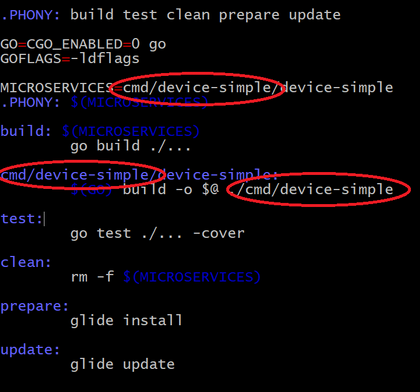 .PHONY: build test clean prepare update
GO=CGO_ENABLED=0 go
GOFLAGS=-ldflags
MICROSERVICES=cmd/device-simple/device-simple
.PHONY: $(MICROSERVICES)
build: $(MICROSERVICES)
go build ./...
cmd/device-simple/device-simple:
$(GO) build -o $@ ./cmd/device-simple
test:
go test ./... -cover
clean:
rm -f $(MICROSERVICES)
prepare:
glide install
update:
glide update